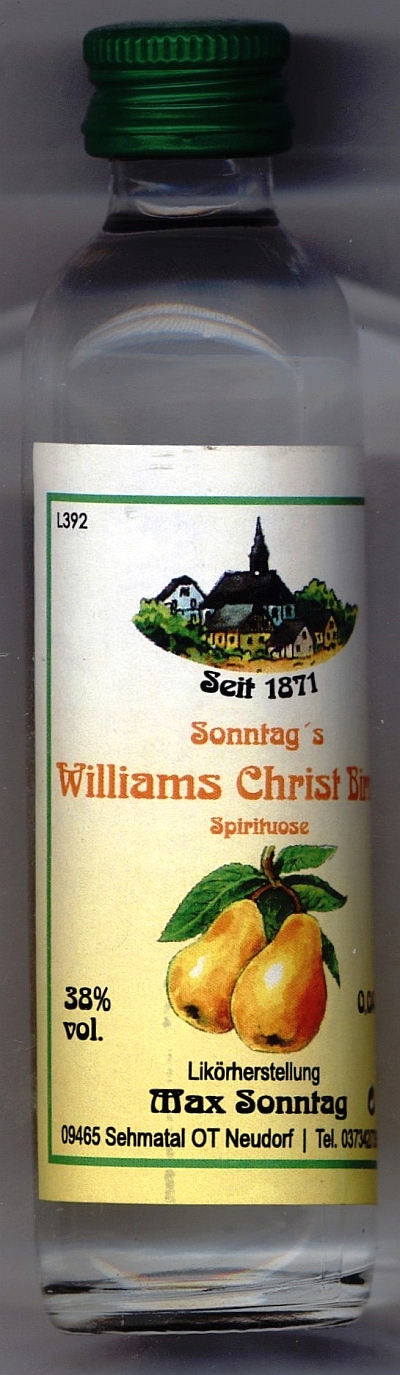 L392
Seit 1871
Sonntag´s
Williams Christ
Spirituose
38%
vol.
Likörherstellung
Max Sonntag
09465 Sehmatal OT Neudorf | Tel.